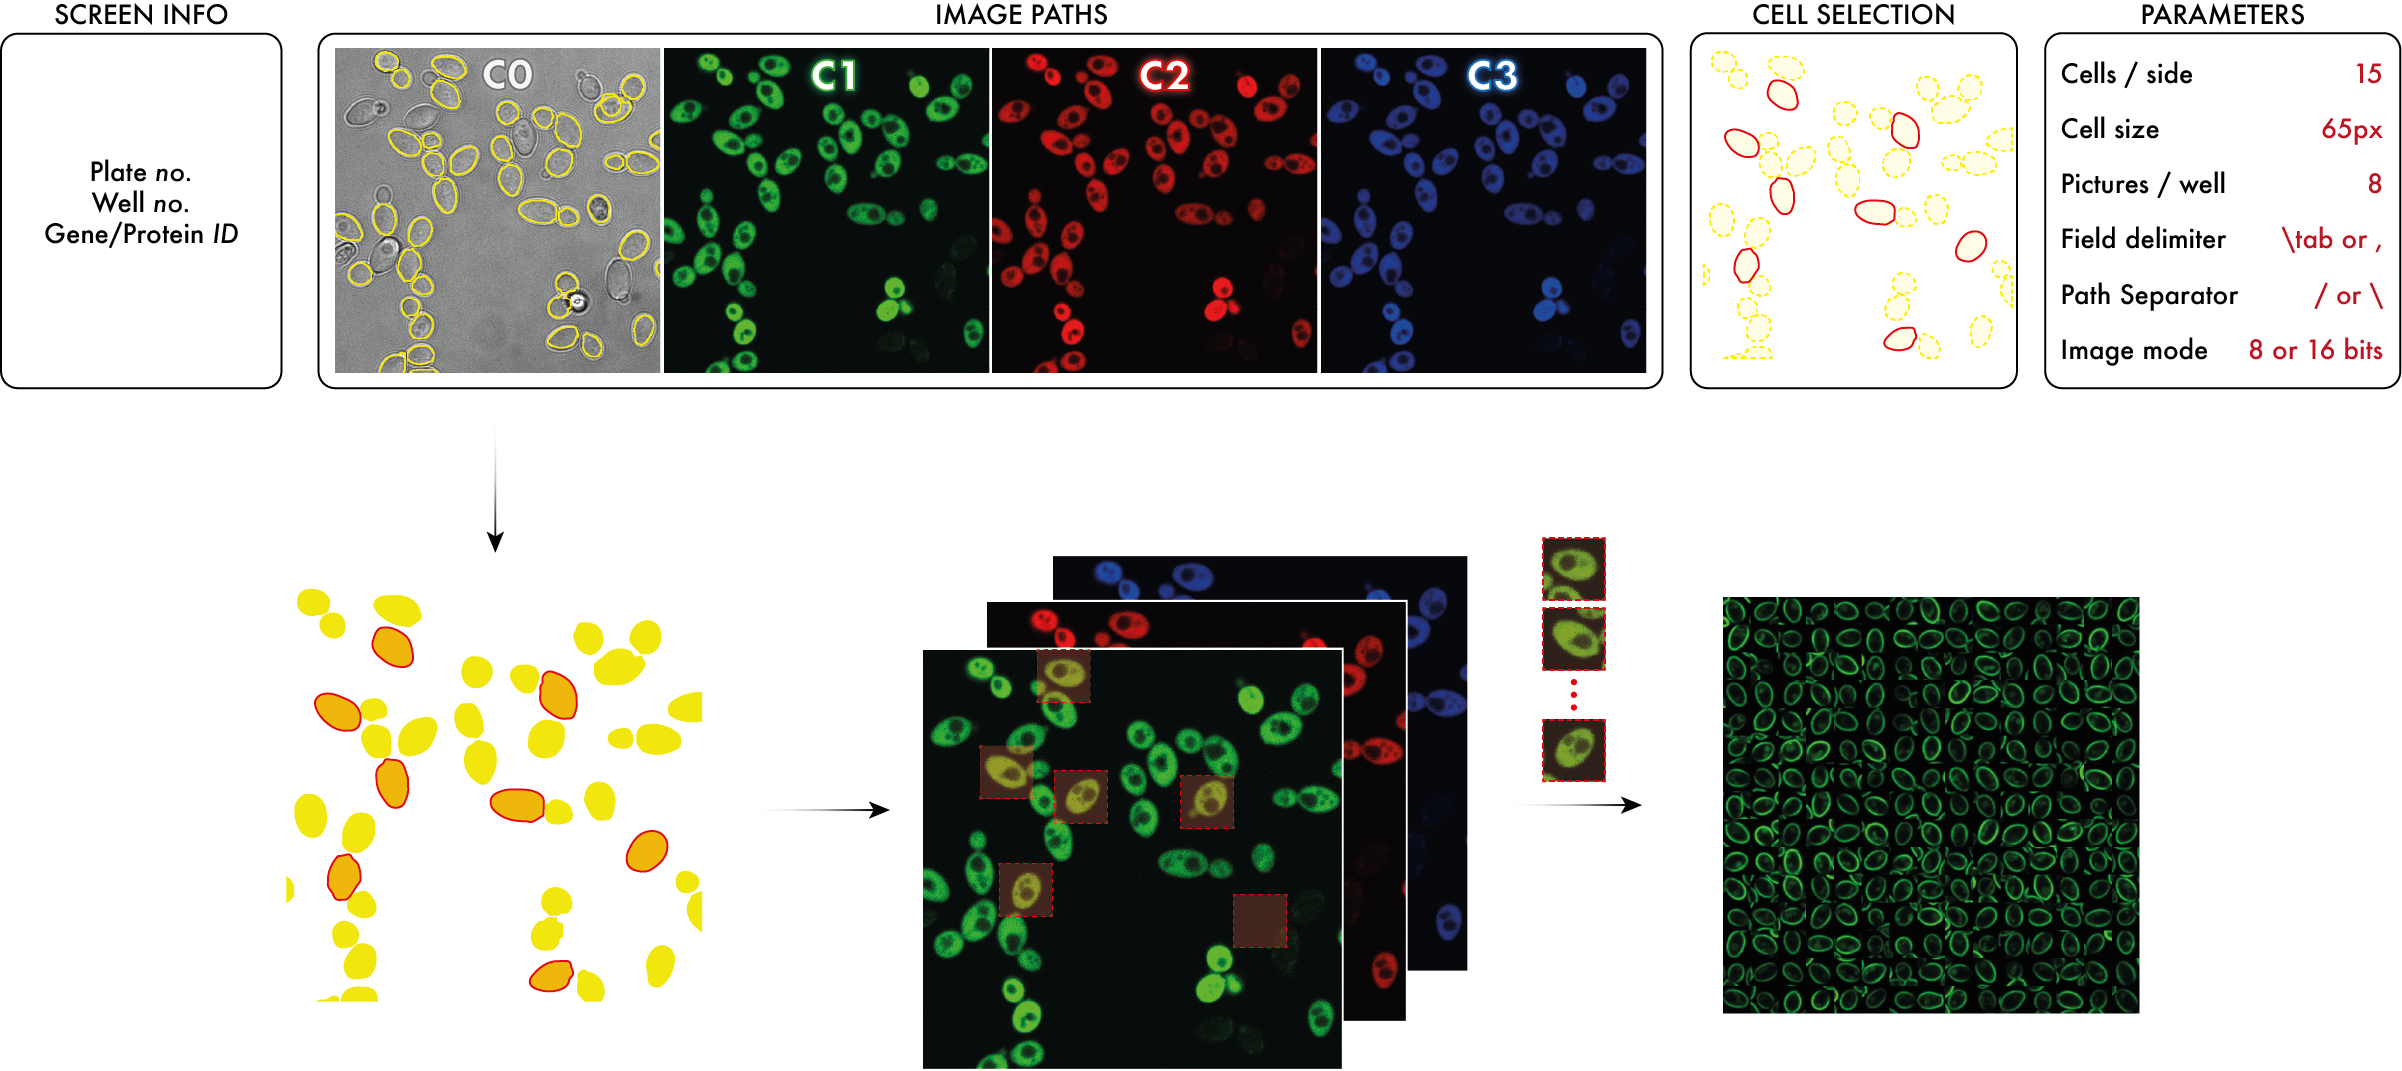 SCREEN INFO
Plate no.
Well no.
Gene/Protein ID
IMAGE PATHS
C0
C1
C2
C3
CELL SELECTION
PARAMETERS
Cells / side 15
Cell size 65px
Pictures / well 8
Field delimiter \tab or ,
Path Separator / or \
Image mode 8 or 16 bits